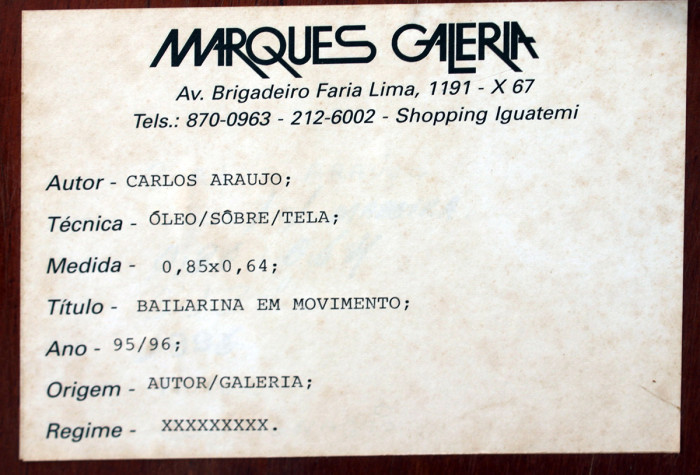 MARQUES GALERIA
Av. Brigadeiro Faria Lima, 1191 - X 67
Tels.: 870-0963 - 212-6002 - Shopping Iguatemi
Autor - CARLOS ARAUJO;
Técnica - ÓLEO/SÔBRE/TELA;
Medida - 0,85x0,64;
Título - BAILARINA EM MOVIMENTO;
Ano - 95/96;
Origem - AUTOR/GALERIA;
Regime - XXXXXXXXX.